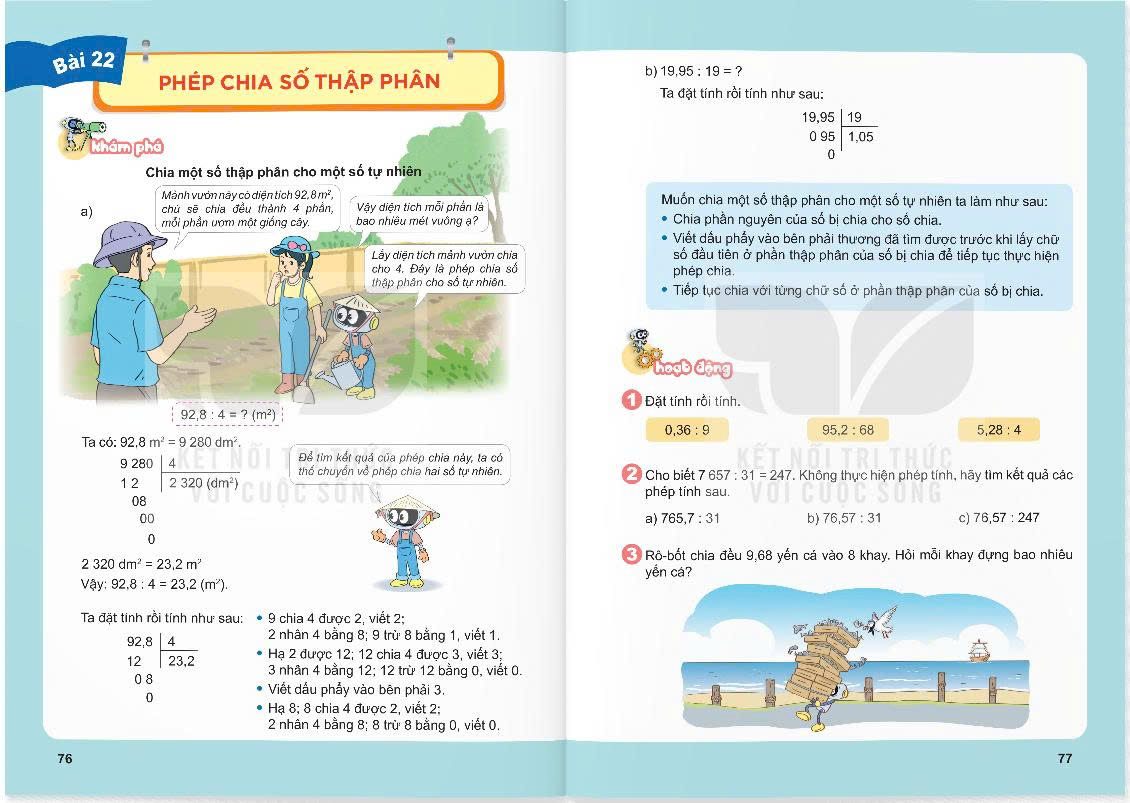 Bài 22
PHÉP CHIA SỐ THẬP PHÂN
khám phá
Chia một số thập phân cho một số tự nhiên
a)
Mảnh vườn này có diện tích 92,8 m²,
chú sẽ chia đều thành 4 phần,
mỗi phần ươm một giống cây.
Vậy diện tích mỗi phần là
bao nhiêu mét vuông ạ?
Lấy diện tích mảnh vườn chia
cho 4. Đây là phép chia số
thập phân cho số tự nhiên.
92,8 : 4 = ? (m²)
Ta có: 92,8 m² = 9 280 dm².
9 280 4
1 2 2 320 (dm²)
08
00
0
Để tìm kết quả của phép chia này, ta có
thể chuyển về phép chia hai số tự nhiên.
2 320 dm² = 23,2 m²
Vậy: 92,8 : 4 = 23,2 (m²).
Ta đặt tính rồi tính như sau:
92,8 4
12 23,2
0 8
0
• 9 chia 4 được 2, viết 2;
2 nhân 4 bằng 8; 9 trừ 8 bằng 1, viết 1.
• Hạ 2 được 12; 12 chia 4 được 3, viết 3;
3 nhân 4 bằng 12; 12 trừ 12 bằng 0, viết 0.
• Viết dấu phẩy vào bên phải 3.
• Hạ 8; 8 chia 4 được 2, viết 2;
2 nhân 4 bằng 8; 8 trừ 8 bằng 0, viết 0.
KẾT NỐI TRI THỨC
VỚI CUỘC SỐNG
76
b) 19,95 : 19 = ?
Ta đặt tính rồi tính như sau:
19,95 19
0 95 1,05
0
Muốn chia một số thập phân cho một số tự nhiên ta làm như sau:
• Chia phần nguyên của số bị chia cho số chia.
• Viết dấu phẩy vào bên phải thương đã tìm được trước khi lấy chữ
số đầu tiên ở phần thập phân của số bị chia để tiếp tục thực hiện
phép chia.
• Tiếp tục chia với từng chữ số ở phần thập phân của số bị chia.
hoạt động
1 Đặt tính rồi tính.
0,36 : 9 95,2 : 68 5,28 : 4
2 Cho biết 7 657 : 31 = 247. Không thực hiện phép tính, hãy tìm kết quả các
phép tính sau.
a) 765,7 : 31 b) 76,57 : 31 c) 76,57 : 247
3 Rô-bốt chia đều 9,68 yến cá vào 8 khay. Hỏi mỗi khay đựng bao nhiêu
yến cá?
KẾT NỐI TRI THỨC
VỚI CUỘC SỐNG
77